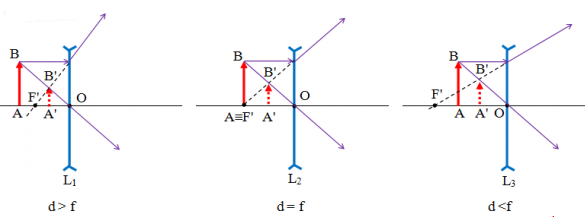 B B' F' A A' O
L1
d > f
B B' A≡F' A' O
L2
d = f
B B' F' A A' O
L3
d <f